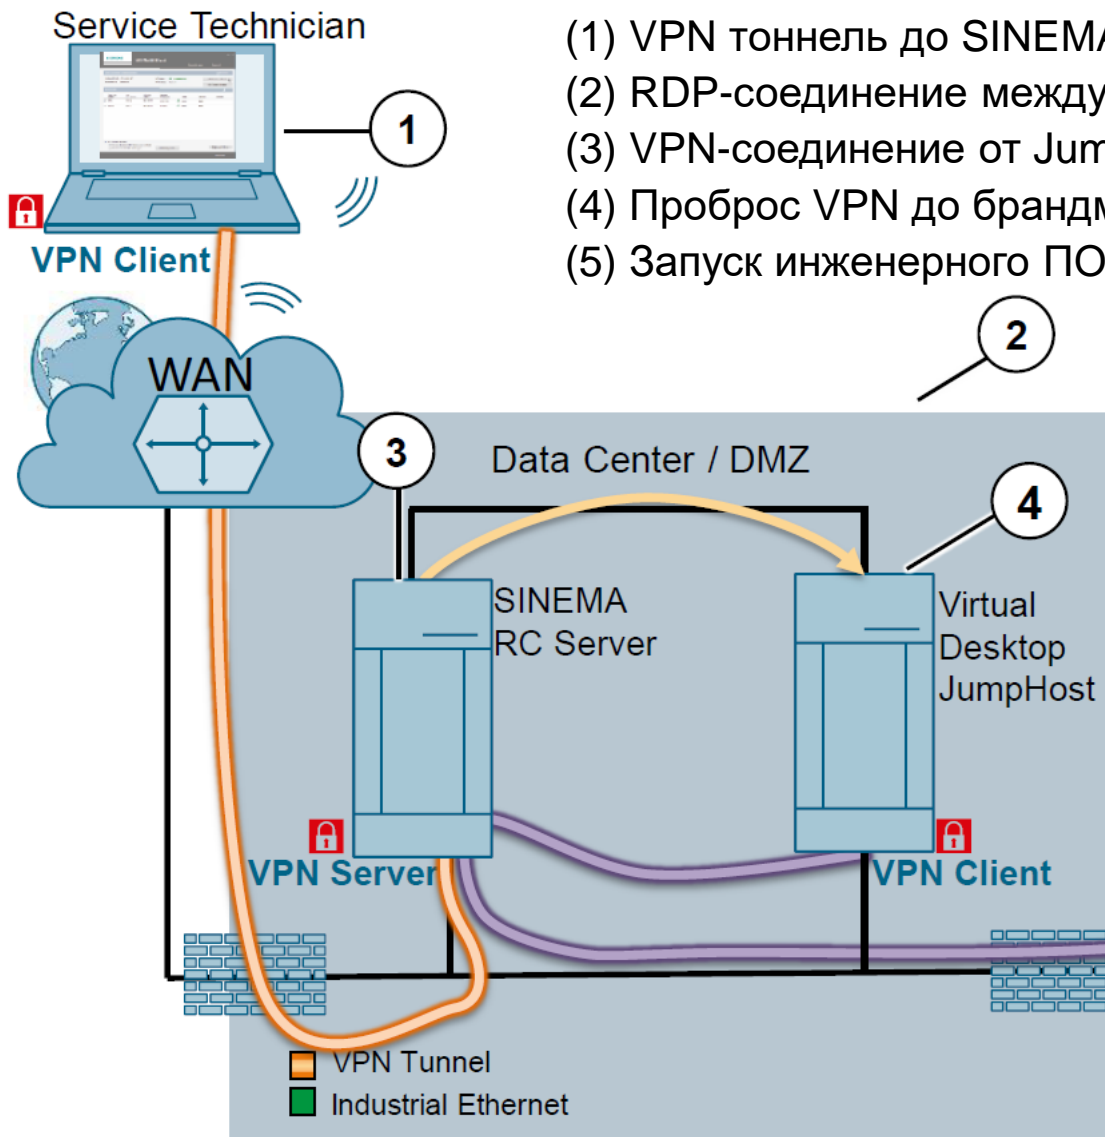 Service Technician
(1) VPN тоннель до SINEMA
(2) RDP-соединение между
(3) VPN-соединение от Jum
(4) Проброс VPN до брандм
(5) Запуск инженерного ПО
1
VPN Client
2
WAN
3
Data Center / DMZ
4
SINEMA
RC Server
Virtual
Desktop
JumpHost
VPN Server
VPN Client
VPN Tunnel
Industrial Ethernet